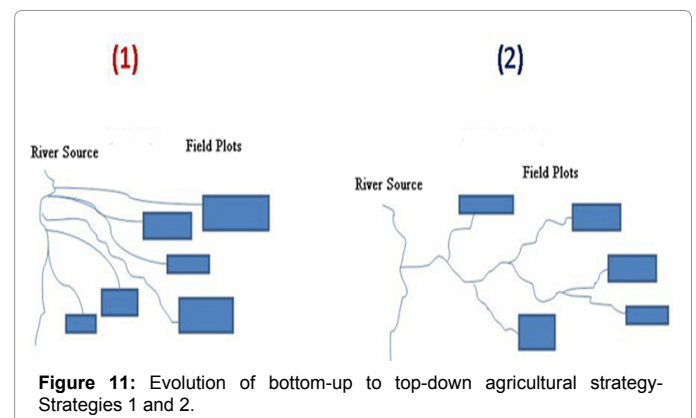 (1)
(2)
River Source
Field Plots
River Source
Field Plots
Figure 11: Evolution of bottom-up to top-down agricultural strategy-
Strategies 1 and 2.